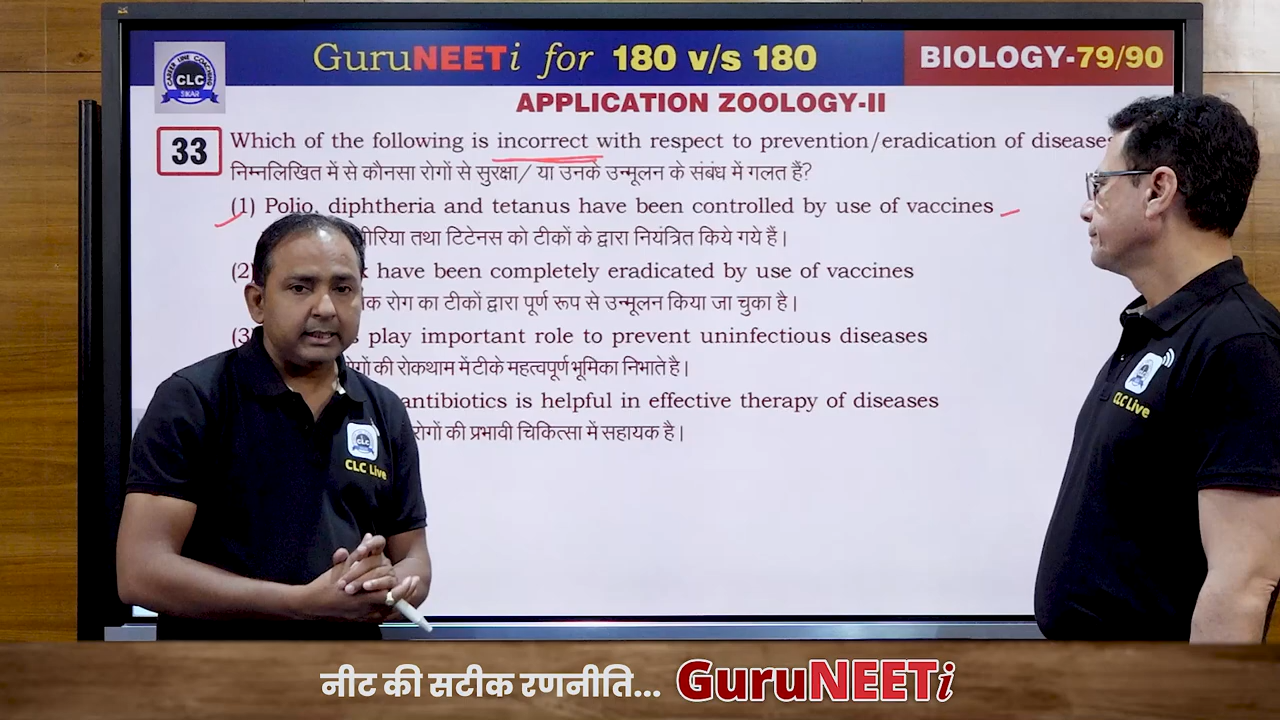 GuruNEETi for 180 v/s 180
BIOLOGY-79/90
CLC
SIKAR
APPLICATION ZOOLOGY-II
33
Which of the following is incorrect with respect to prevention/eradication of diseases
निम्नलिखित में से कौनसा रोगों से सुरक्षा/ या उनके उन्मूलन के संबंध में गलत हैं?
(1) Polio, diphtheria and tetanus have been controlled by use of vaccines
तथा टिटेनस को टीकों के द्वारा नियंत्रित किये गये हैं।
(2) have been completely eradicated by use of vaccines
रोग का टीकों द्वारा पूर्ण रूप से उन्मूलन किया जा चुका है।
(3 play important role to prevent uninfectious diseases
की रोकथाम में टीके महत्वपूर्ण भूमिका निभाते है।
antibiotics is helpful in effective therapy of diseases
रोगों की प्रभावी चिकित्सा में सहायक है।
CLC Live
CLC Live
नीट की सटीक रणनीति... GuruNEETi